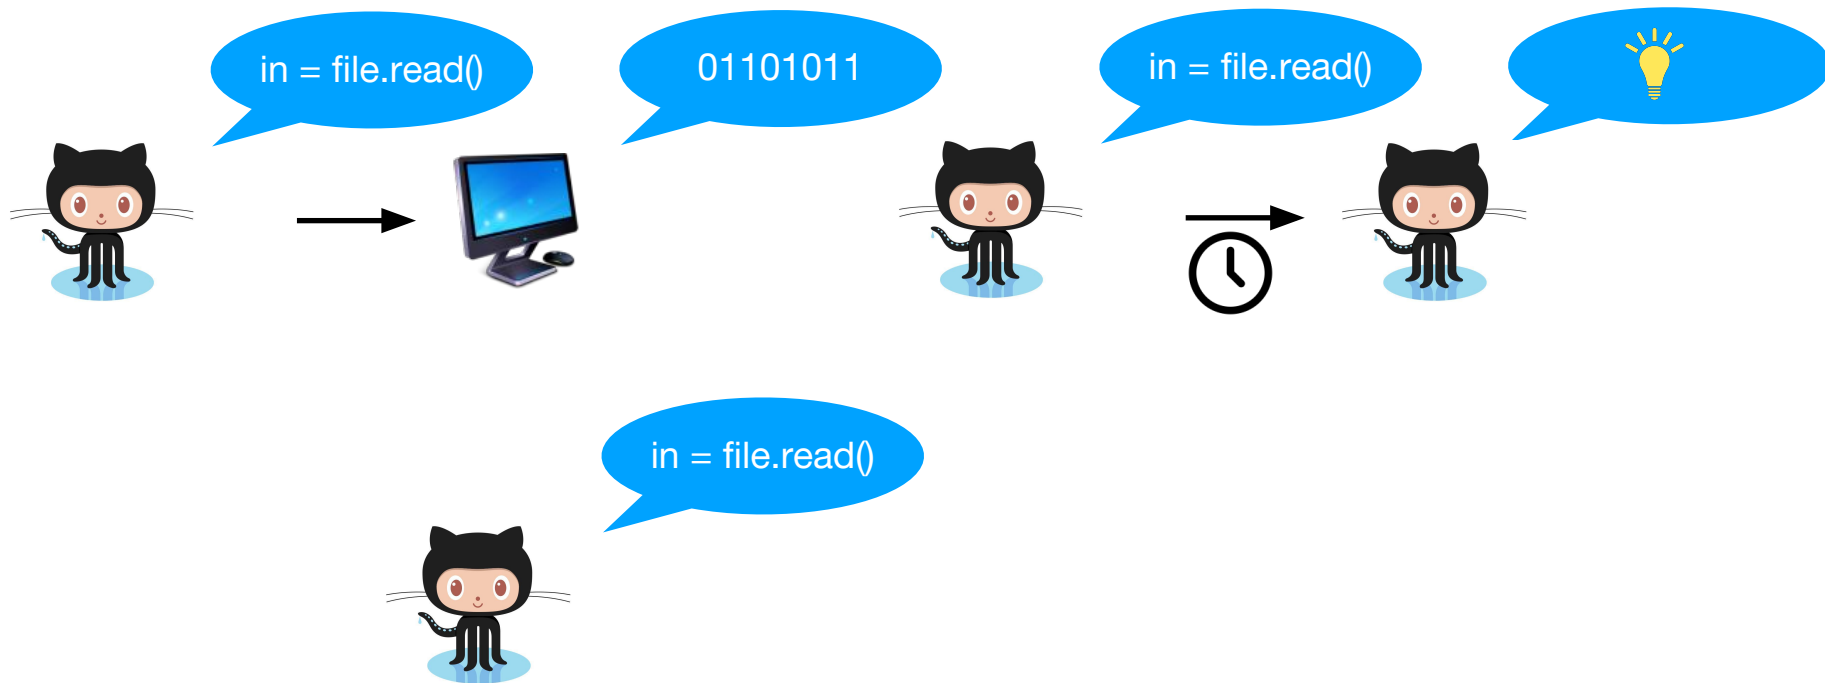 in = file.read()
01101011
in = file.read()
in = file.read()